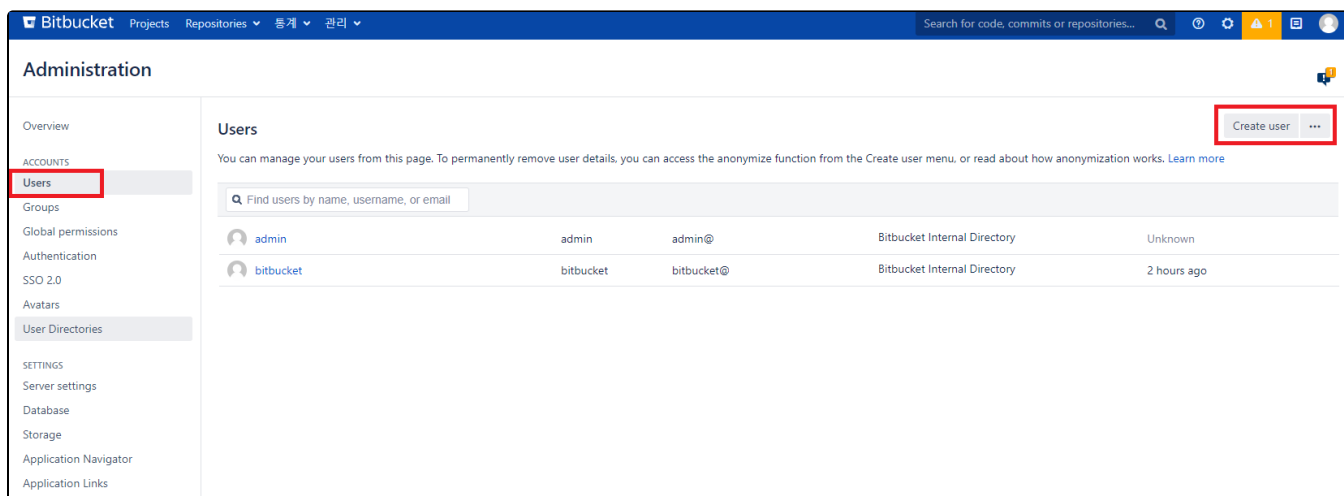 Bitbucket Projects Repositories 통계 관리 Search for code, commits or repositories... 1
Administration
Overview
ACCOUNTS
Users
Groups
Global permissions
Authentication
SSO 2.0
Avatars
User Directories
SETTINGS
Server settings
Database
Storage
Application Navigator
Application Links
Users
Create user ...
You can manage your users from this page. To permanently remove user details, you can access the anonymize function from the Create user menu, or read about how anonymization works. Learn more
Find users by name, username, or email
admin admin admin@ Bitbucket Internal Directory Unknown
bitbucket bitbucket bitbucket@ Bitbucket Internal Directory 2 hours ago